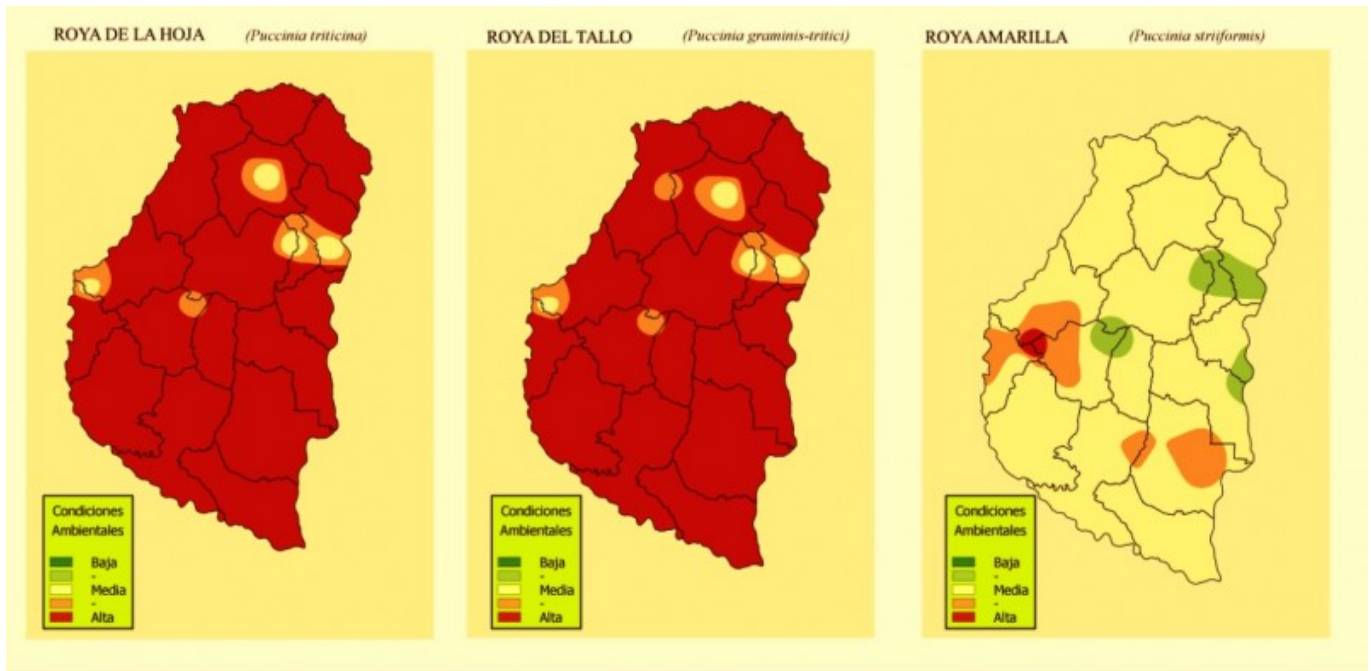 ROYA DE LA HOJA (Puccinia triticina)
Condiciones
Ambientales
Baja
-
Media
-
Alta
ROYA DEL TALLO (Puccinia graminis-tritici)
Condiciones
Ambientales
Baja
-
Media
-
Alta
ROYA AMARILLA (Puccinia striiformis)
Condiciones
Ambientales
Baja
-
Media
-
Alta